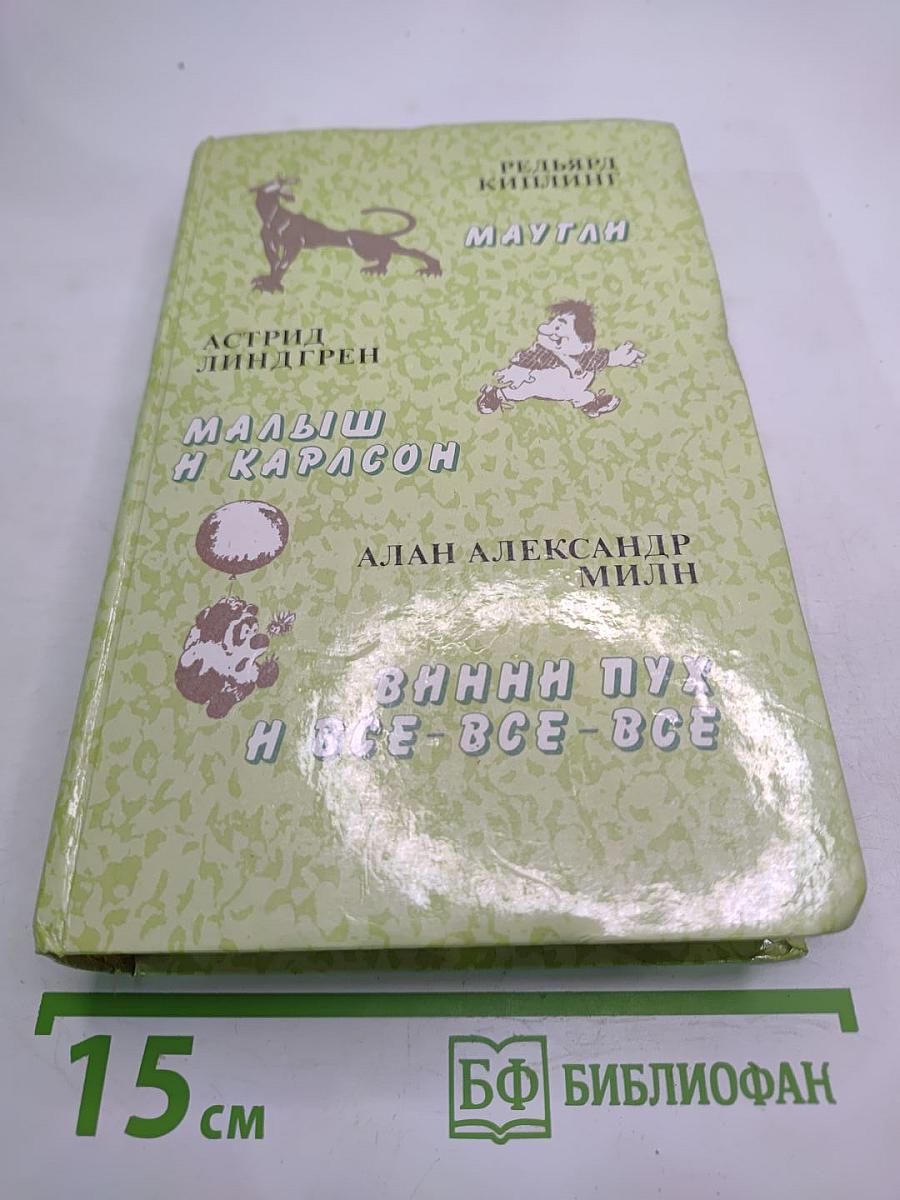 РЕДЬЯРД
КИПЛИНГ
МАУГЛИ
АСТРИД
ЛИНДГРЕН
МАЛЫШ
И КАРЛСОН
АЛАН АЛЕКСАНДР
МИЛН
ВИННИ ПУХ
И ВСЕ-ВСЕ-ВСЕ
15 см
БФ БИБЛИОФАН